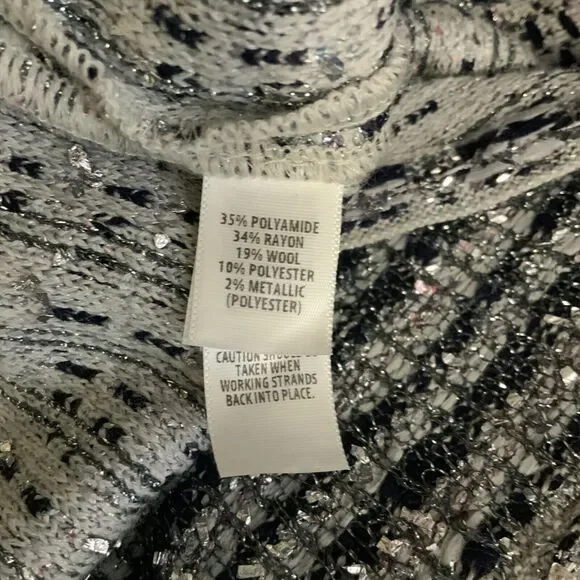 35% POLYAMIDE
34% RAYON
19% WOOL
10% POLYESTER
2% METALLIC
(POLYESTER)
CAUTION SHOULD BE
TAKEN WHEN
WORKING STRANDS
BACK INTO PLACE.